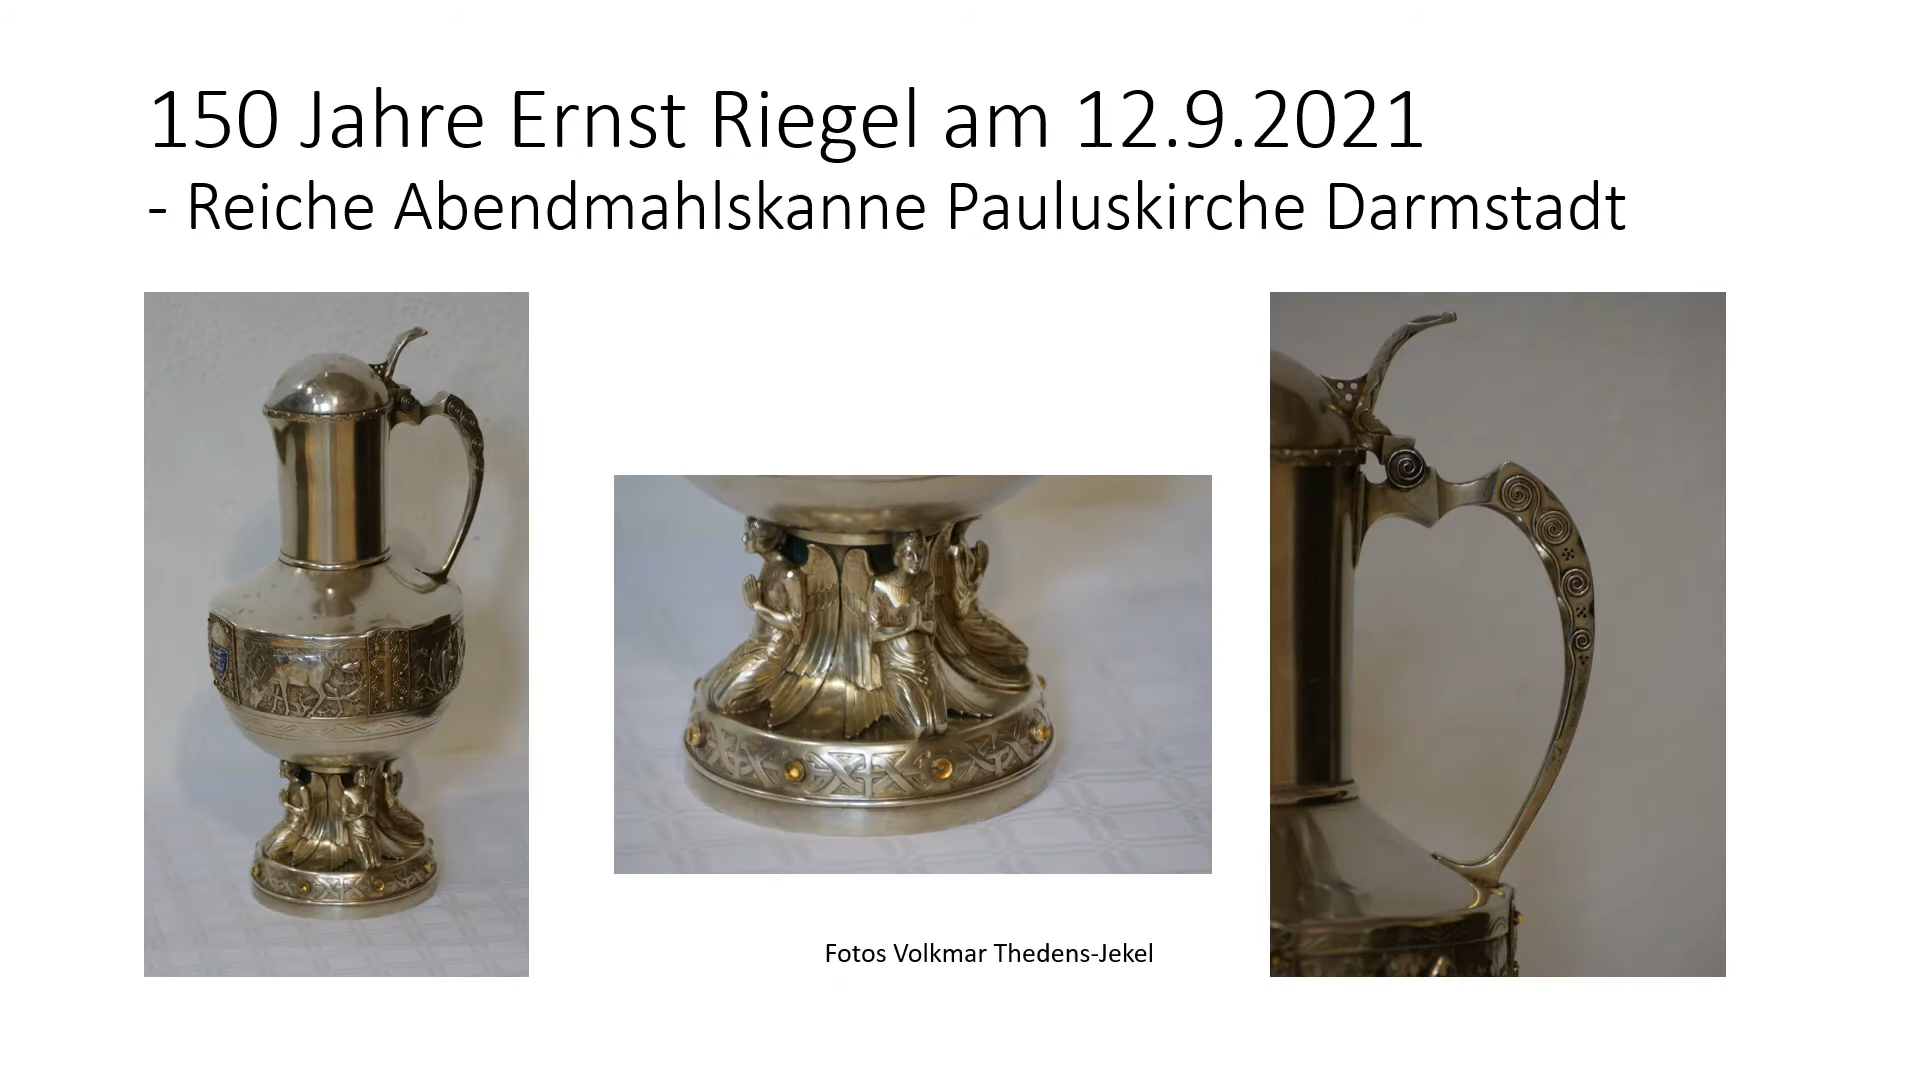 150 Jahre Ernst Riegel am 12.9.2021
- Reiche Abendmahlskanne Pauluskirche Darmstadt
Fotos Volkmar Thedens-Jekel